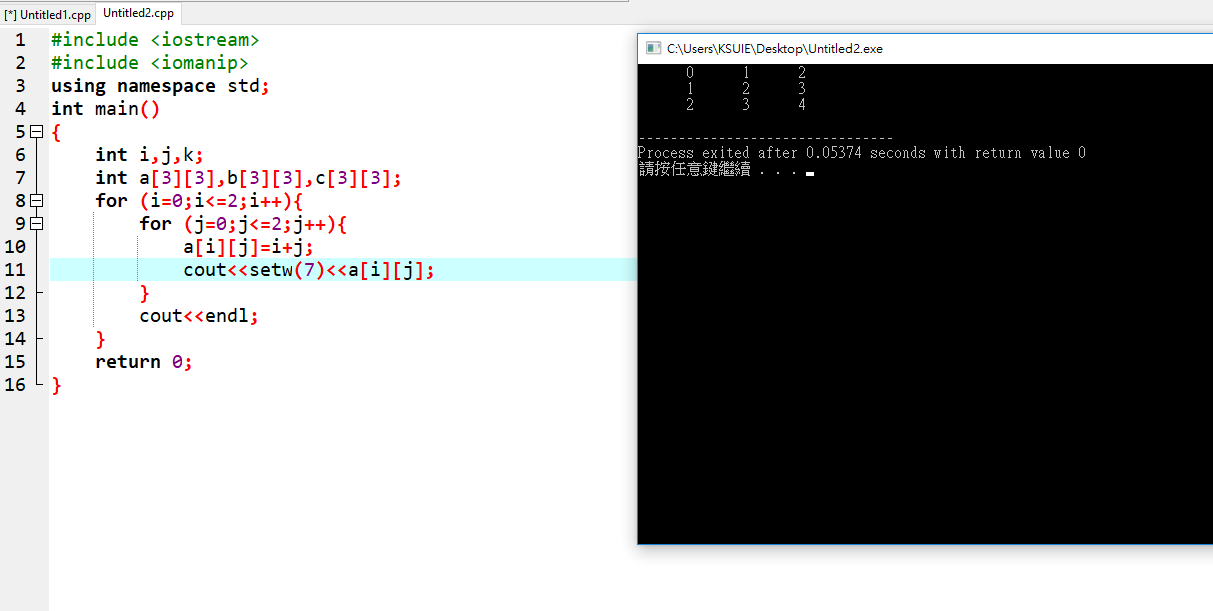 [*] Untitled1.cpp Untitled2.cpp
1 #include <iostream>
2 #include <iomanip>
3 using namespace std;
4 int main()
5 {
6 int i,j,k;
7 int a[3][3],b[3][3],c[3][3];
8 for (i=0;i<=2;i++){
9 for (j=0;j<=2;j++){
10 a[i][j]=i+j;
11 cout<<setw(7)<<a[i][j];
12 }
13 cout<<endl;
14 }
15 return 0;
16 }
C:\Users\KSUIE\Desktop\Untitled2.exe
0 1 2
1 2 3
2 3 4
--------------------------------
Process exited after 0.05374 seconds with return value 0
請按任意鍵繼續 . . .